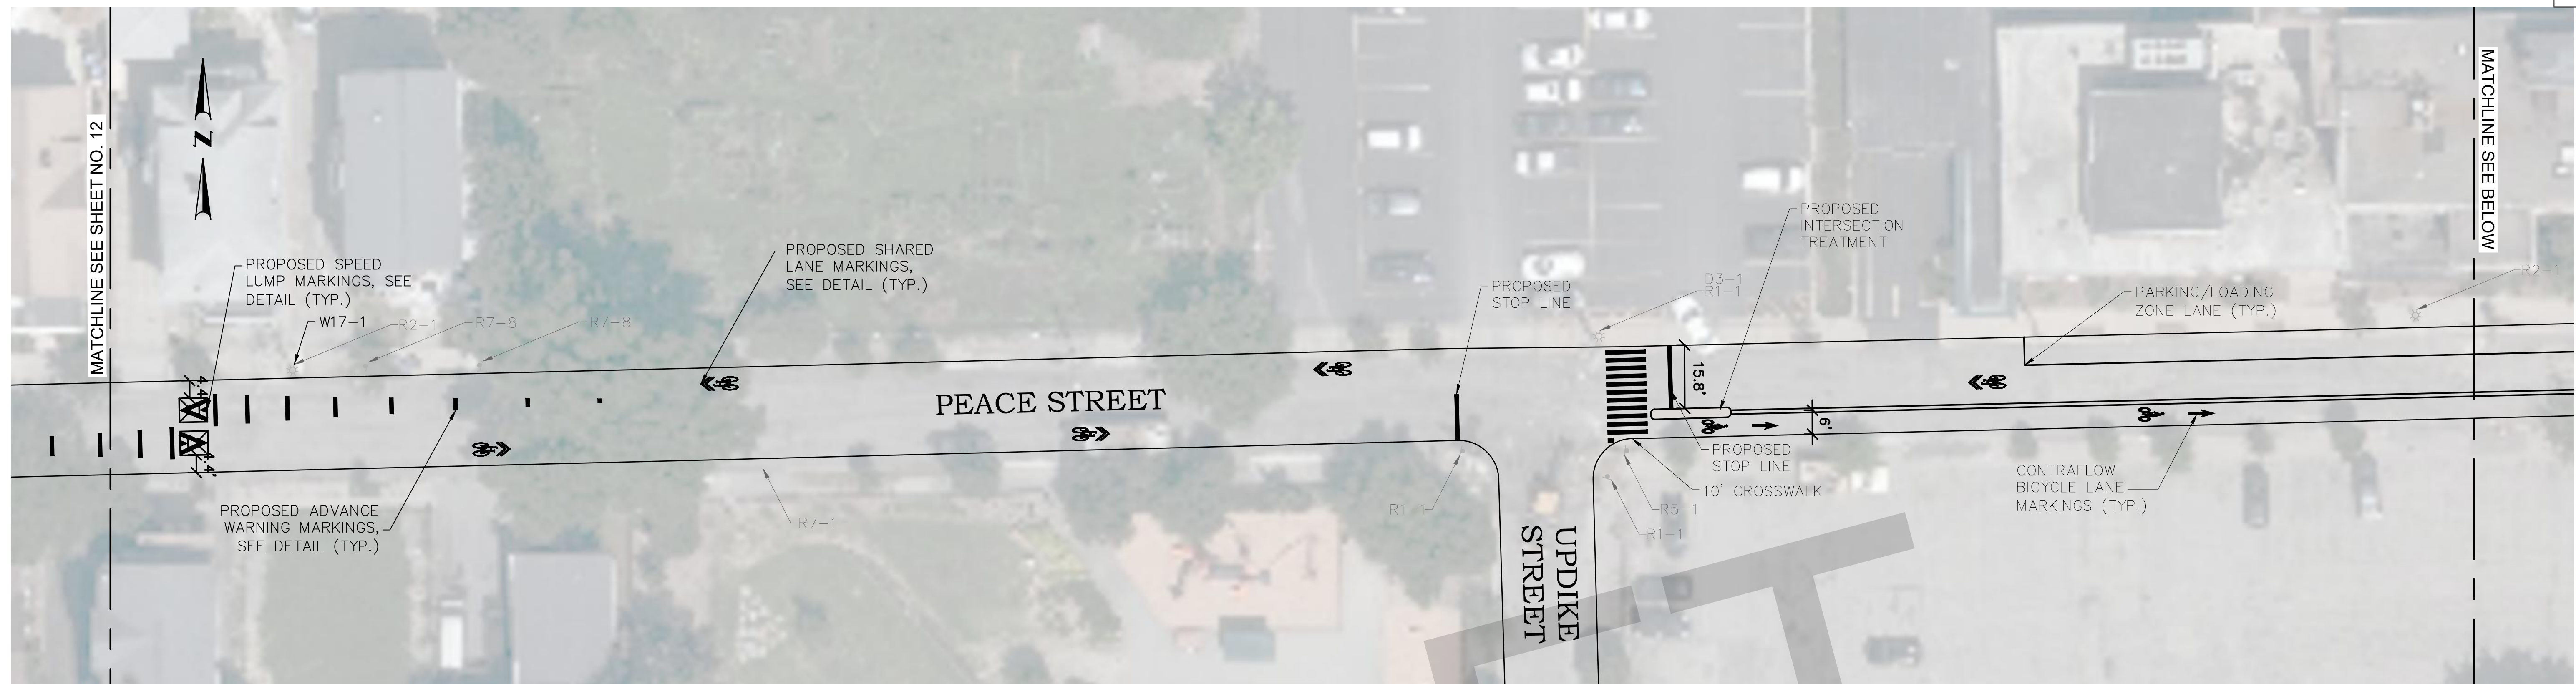 MATCHLINE SEE SHEET NO. 12
Z
PROPOSED SPEED
LUMP MARKINGS, SEE
DETAIL (TYP.)
W17-1
R2-1
R7-8
R7-8
4.4'
4.4'
PROPOSED ADVANCE
WARNING MARKINGS,
SEE DETAIL (TYP.)
PROPOSED SHARED
LANE MARKINGS,
SEE DETAIL (TYP.)
R7-1
PEACE STREET
PROPOSED
STOP LINE
R1-1
UPDIKE
STREET
D3-1
R1-1
15.8'
PROPOSED
INTERSECTION
TREATMENT
6'
PROPOSED
STOP LINE
10' CROSSWALK
R5-1
R1-1
PARKING/LOADING
ZONE LANE (TYP.)
CONTRAFLOW
BICYCLE LANE
MARKINGS (TYP.)
R2-1
MATCHLINE SEE BELOW